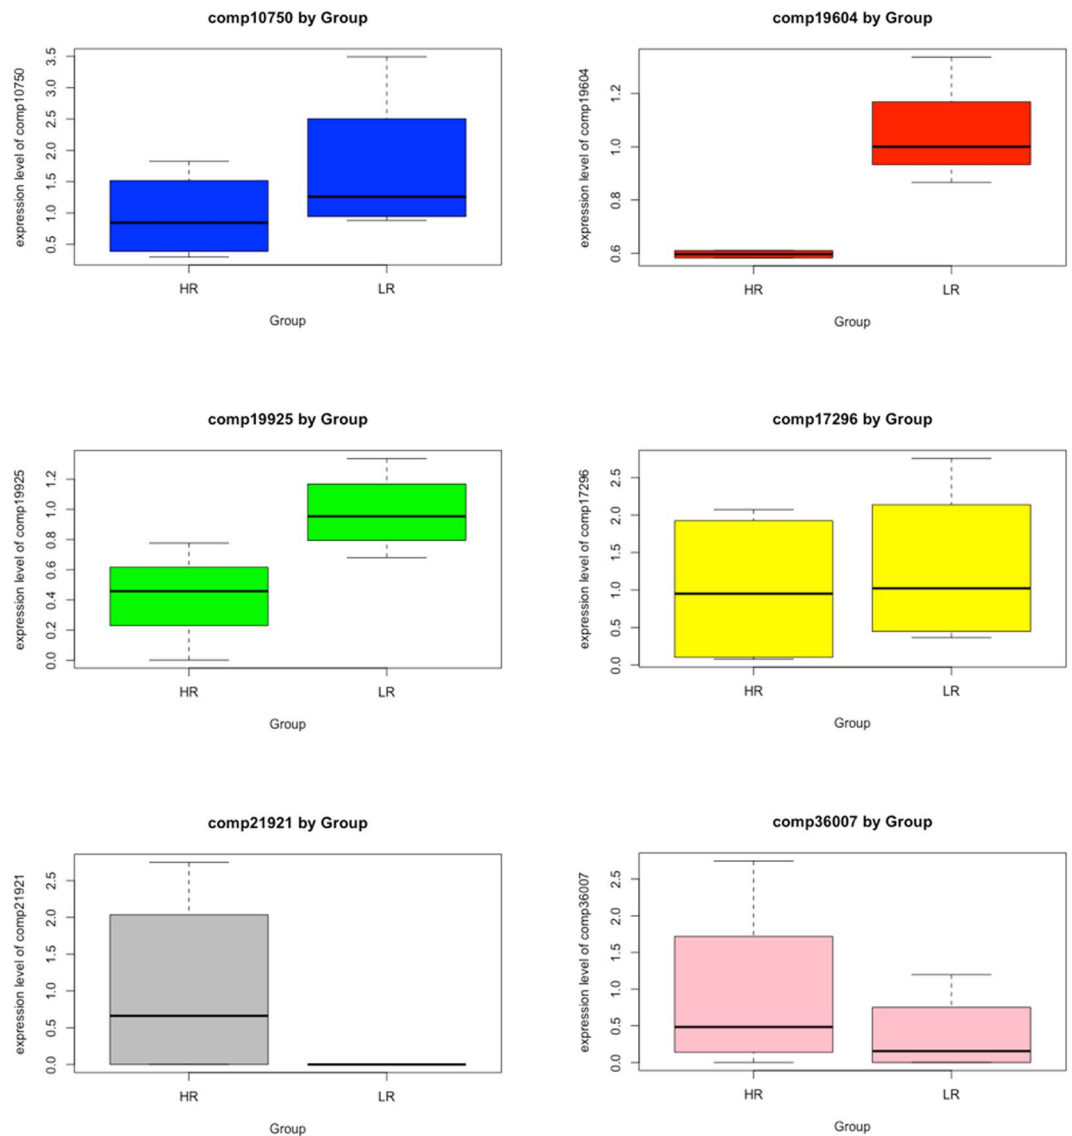 comp10750 by Group
expression level of comp10750
3.5
3.0
2.5
2.0
1.5
1.0
0.5
HR
LR
Group
comp19604 by Group
expression level of comp19604
1.2
1.0
0.8
0.6
HR
LR
Group
comp19925 by Group
expression level of comp19925
1.2
1.0
0.8
0.6
0.4
0.2
0.0
HR
LR
Group
comp17296 by Group
expression level of comp17296
2.5
2.0
1.5
1.0
0.5
0.0
HR
LR
Group
comp21921 by Group
expression level of comp21921
2.5
2.0
1.5
1.0
0.5
0.0
HR
LR
Group
comp36007 by Group
expression level of comp36007
2.5
2.0
1.5
1.0
0.5
0.0
HR
LR
Group